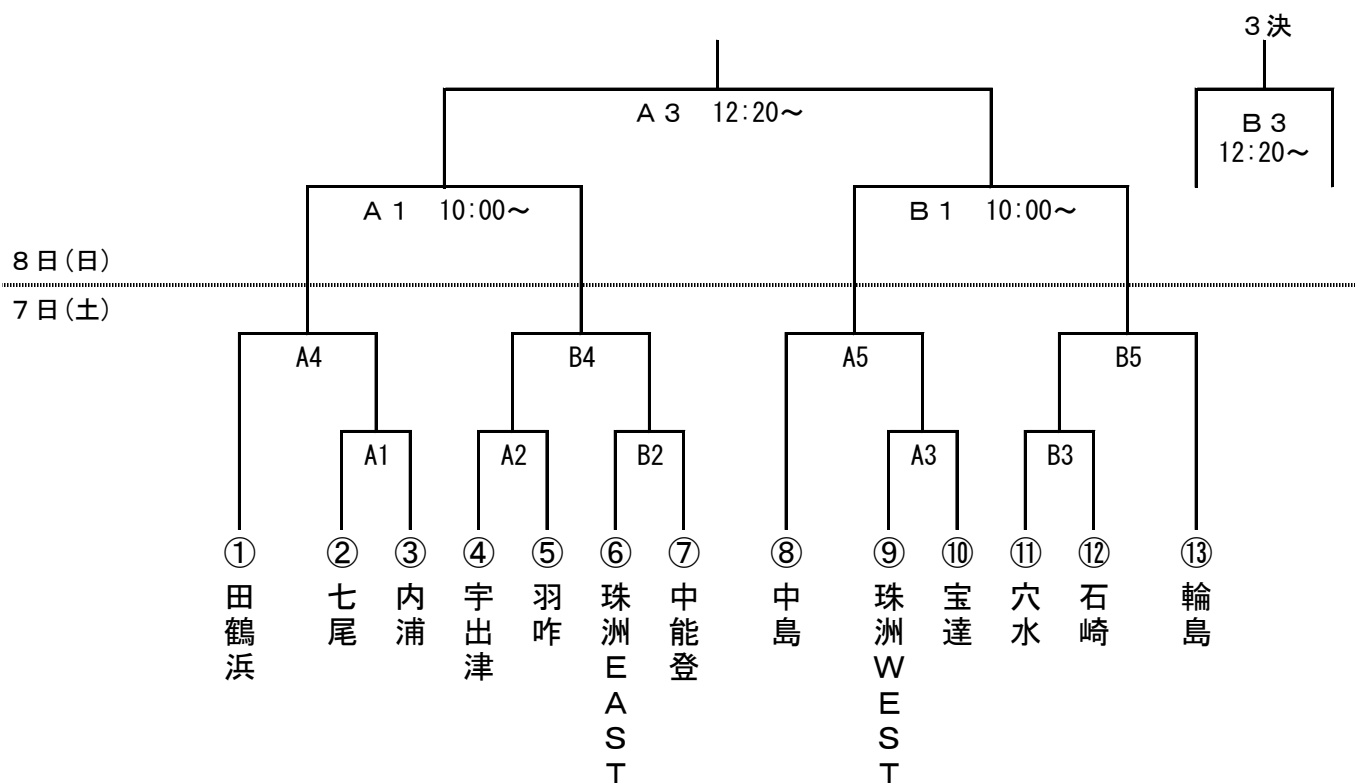 3決
A3 12:20～
B3
12:20～
A1 10:00～
B1 10:00～
8日(日)
7日(土)
A4
B4
A5
B5
A1
A2
B2
A3
B3
①
②
③
④
⑤
⑥
⑦
⑧
⑨
⑩
⑪
⑫
⑬
田鶴浜
七尾
内浦
宇出津
羽咋
珠洲EAST
中能登
中島
珠洲WEST
宝達
穴水
石崎
輪島